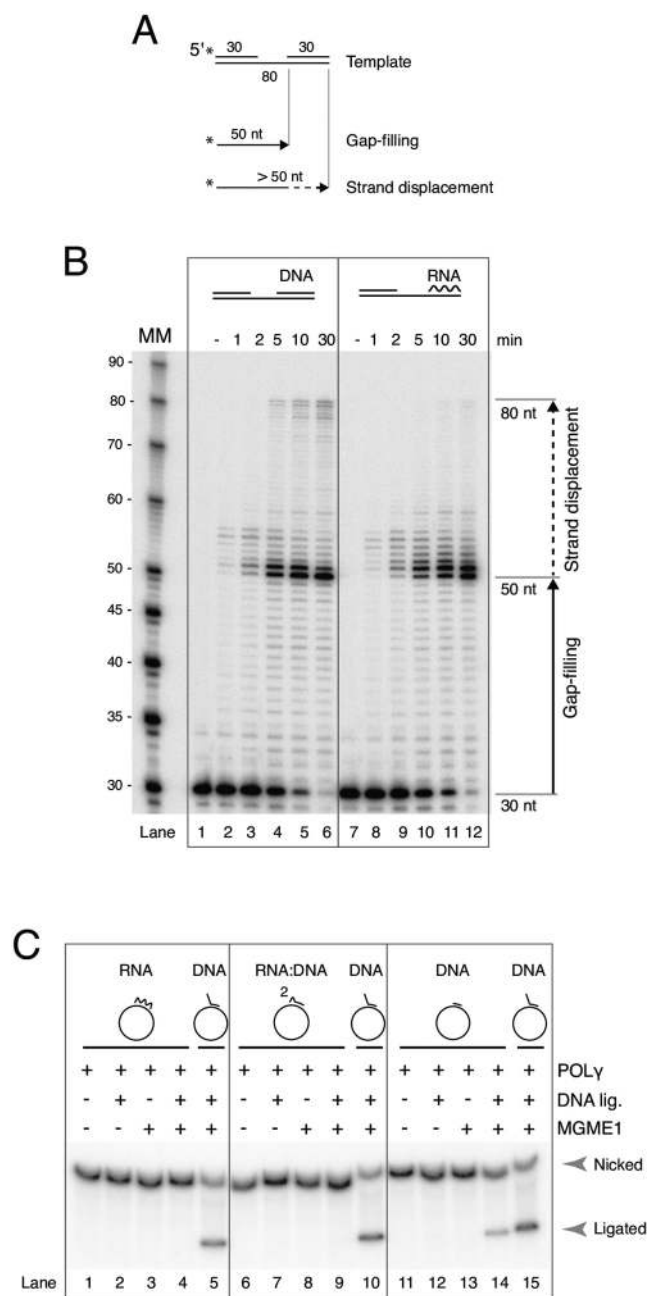 A
5'* 30 30
Template
80
* 50 nt
Gap-filling
* > 50 nt
Strand displacement
B
DNA RNA
MM - 1 2 5 10 30 - 1 2 5 10 30 min
90 -
80 -
80 nt
70 -
60 -
Strand displacement
50 -
50 nt
45 -
40 -
Gap-filling
35 -
30 -
30 nt
Lane 1 2 3 4 5 6 7 8 9 10 11 12
C
RNA DNA RNA:DNA DNA DNA DNA
2
+ + + + + + + + + + + + + + + POLγ
- + - + + - + - + + - + - + + DNA lig.
- - + + + - - + + + - - + + + MGME1
Nicked
Ligated
Lane 1 2 3 4 5 6 7 8 9 10 11 12 13 14 15